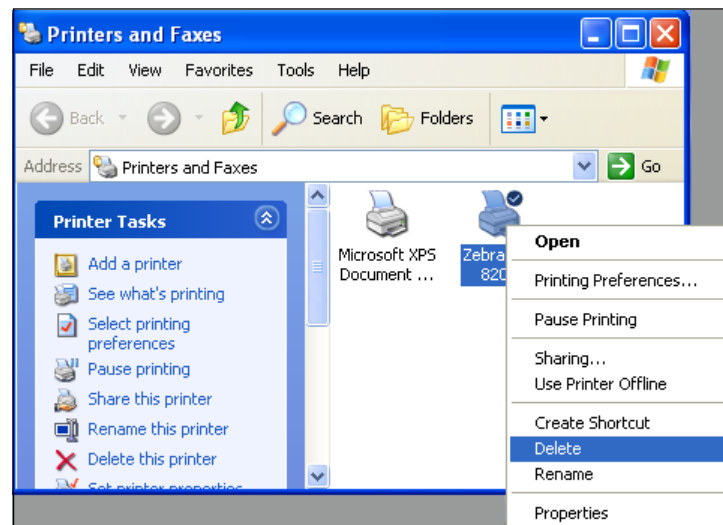 Printers and Faxes
File Edit View Favorites Tools Help
Back Search Folders
Address Printers and Faxes Go
Printer Tasks
Add a printer
See what's printing
Select printing
preferences
Pause printing
Share this printer
Rename this printer
Delete this printer
Set printer properties
Microsoft XPS
Document ...
Zebra
820
Open
Printing Preferences...
Pause Printing
Sharing...
Use Printer Offline
Create Shortcut
Delete
Rename
Properties